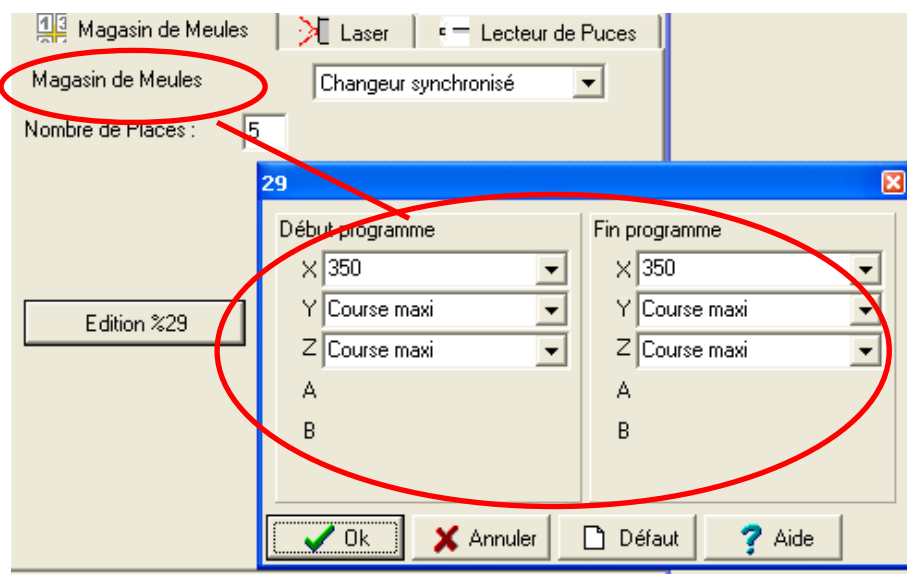 Magasin de Meules Laser Lecteur de Puces
Magasin de Meules Changeur synchronisé
Nombre de Places : 5
29
Début programme Fin programme
X 350 X 350
Y Course maxi Y Course maxi
Edition %29
Z Course maxi Z Course maxi
A A
B B
Ok Annuler Défaut ? Aide